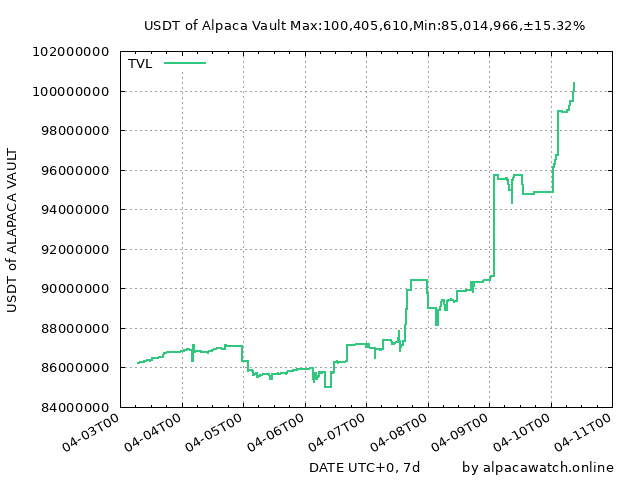 USDT of Alpaca Vault Max:100,405,610,Min:85,014,966,±15.32%
TVL
102000000
100000000
98000000
96000000
94000000
92000000
90000000
88000000
86000000
84000000
USDT of ALAPACA VAULT
04-03T00
04-04T00
04-05T00
04-06T00
04-07T00
04-08T00
04-09T00
04-10T00
04-11T00
DATE UTC+0, 7d
by alpacawatch.online